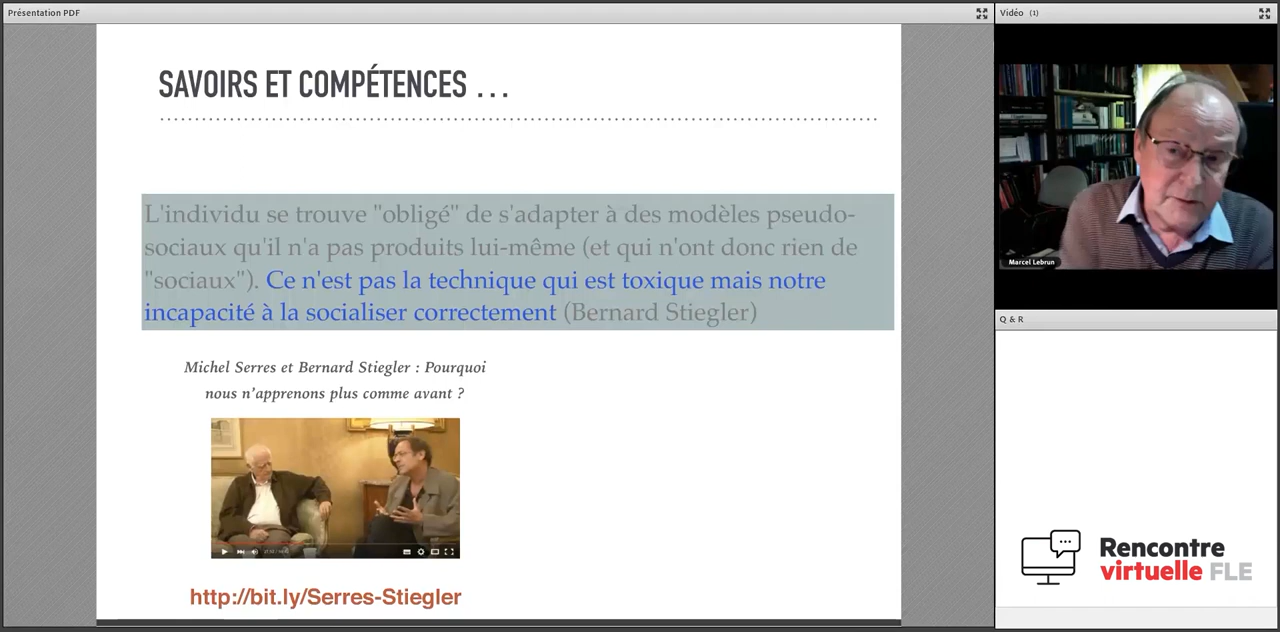 Présentation PDF
SAVOIRS ET COMPÉTENCES ...
L'individu se trouve "obligé" de s'adapter à des modèles pseudo-
sociaux qu'il n'a pas produits lui-même (et qui n'ont donc rien de
"sociaux"). Ce n'est pas la technique qui est toxique mais notre
incapacité à la socialiser correctement (Bernard Stiegler)
Michel Serres et Bernard Stiegler : Pourquoi
nous n'apprenons plus comme avant ?
http://bit.ly/Serres-Stiegler
Vidéo (1)
Marcel Lebrun
Q & R
Rencontre
virtuelle FLE